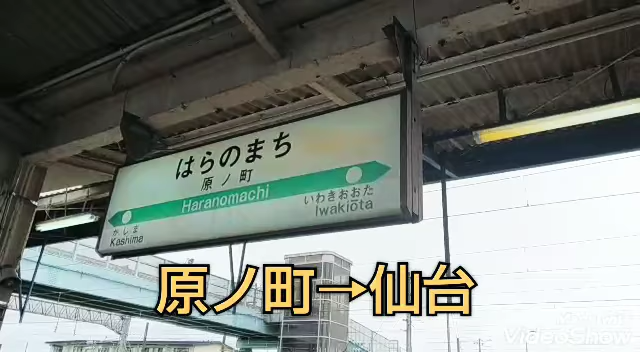 はらのまち
原ノ町
Haranomachi
かしま
Kashima
いわきおおた
Iwakiōta
原ノ町→仙台
VideoShow